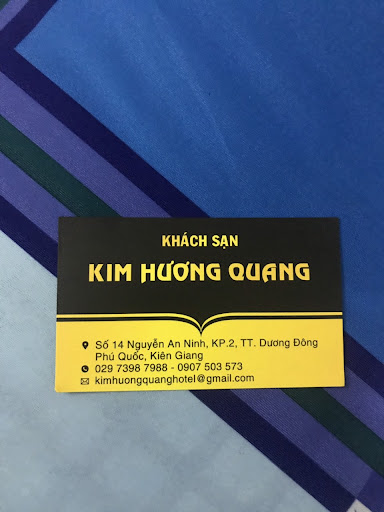 KHÁCH SẠN
KIM HƯƠNG QUANG
Số 14 Nguyễn An Ninh, KP.2, TT. Dương Đông
Phú Quốc, Kiên Giang
029 7398 7988 - 0907 503 573
kimhuongquanghotel@gmail.com